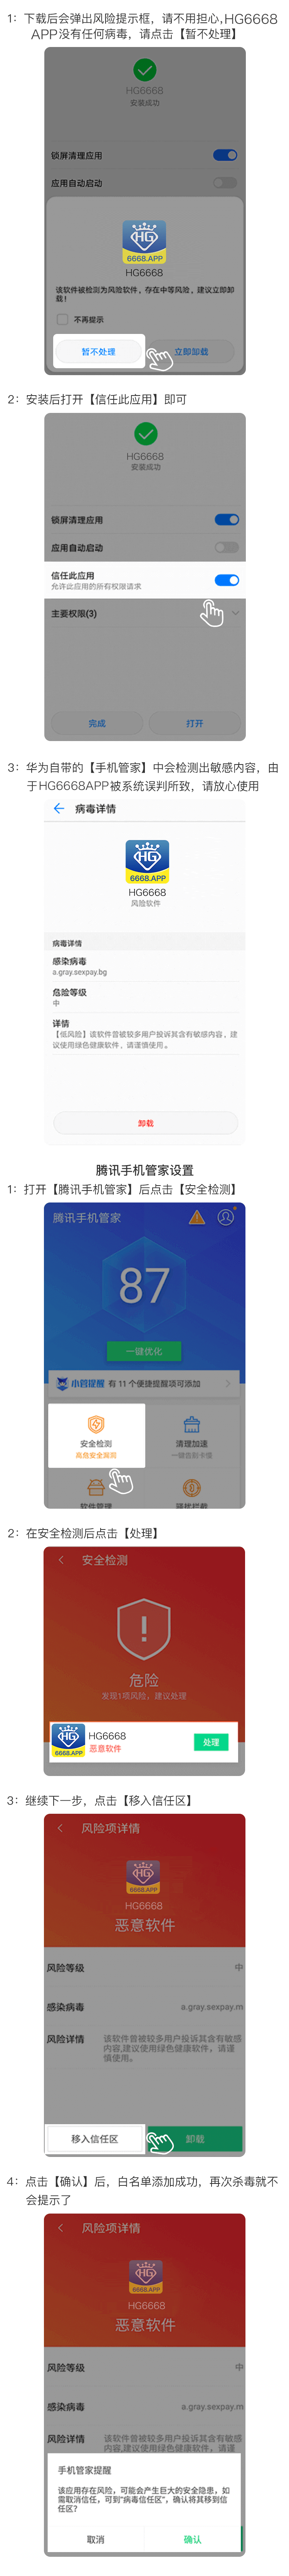 1：下载后会弹出风险提示框，请不用担心，HG6668
APP没有任何病毒，请点击【暂不处理】
HG6668
安装成功
锁屏清理应用
应用自动启动
HG
6668.APP
HG6668
该软件被检测为风险软件，存在中等风险，建议立即卸
载！
不再提示
暂不处理
立即卸载
2：安装后打开【信任此应用】即可
HG6668
安装成功
锁屏清理应用
应用自动启动
信任此应用
允许此应用的所有权限请求
主要权限(3)
完成
打开
3：华为自带的【手机管家】中会检测出敏感内容，由
于HG6668APP被系统误判所致，请放心使用
病毒详情
HG
6668.APP
HG6668
风险软件
病毒详情
感染病毒
a.gray.sexpay.bg
危险等级
中
详情
【低风险】该软件曾被较多用户投诉其含有敏感内容，建
议使用绿色健康软件，请谨慎使用。
卸载
腾讯手机管家设置
1：打开【腾讯手机管家】后点击【安全检测】
腾讯手机管家
87
一键优化
小管提醒 有 11 个便捷提醒项可添加
安全检测
高危安全漏洞
清理加速
一键告别卡慢
软件管理
骚扰拦截
2：在安全检测后点击【处理】
安全检测
危险
发现1项风险，建议处理
HG
6668.APP
HG6668
恶意软件
处理
3：继续下一步，点击【移入信任区】
风险项详情
HG
6668.APP
HG6668
恶意软件
风险等级
中
感染病毒
a.gray.sexpay.m
风险详情
该软件曾被较多用户投诉其含有敏感
内容,建议使用绿色健康软件，请谨
慎使用。
移入信任区
卸载
4：点击【确认】后，白名单添加成功，再次杀毒就不
会提示了
风险项详情
HG
6668.APP
HG6668
恶意软件
风险等级
中
感染病毒
a.gray.sexpay.m
风险详情
该软件曾被较多用户投诉其含有敏感
内容,建议使用绿色健康软件，请谨
手机管家提醒
该应用存在风险，可能会产生巨大的安全隐患，如
需取消信任，可到“病毒信任区”，确认将其移到信
任区？
取消
确认